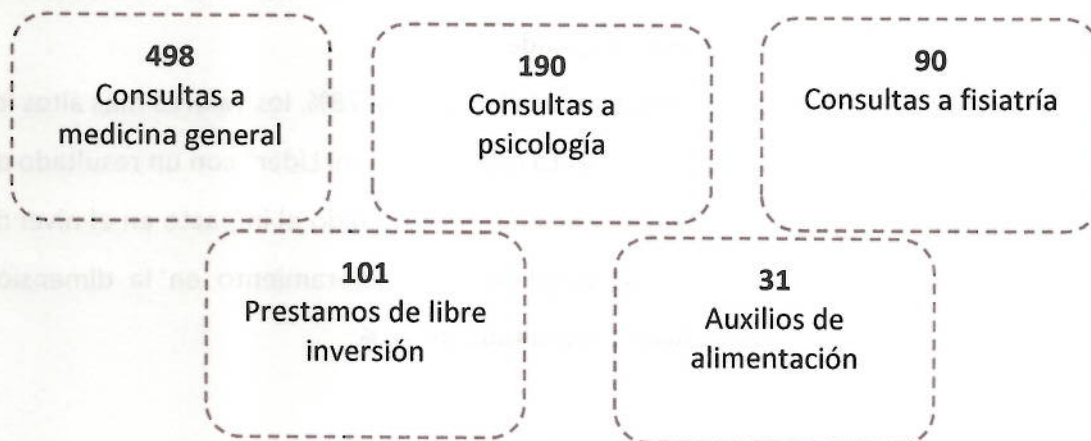 498
Consultas a
medicina general
190
Consultas a
psicología
90
Consultas a fisiatría
101
Prestamos de libre
inversión
31
Auxilios de
alimentación